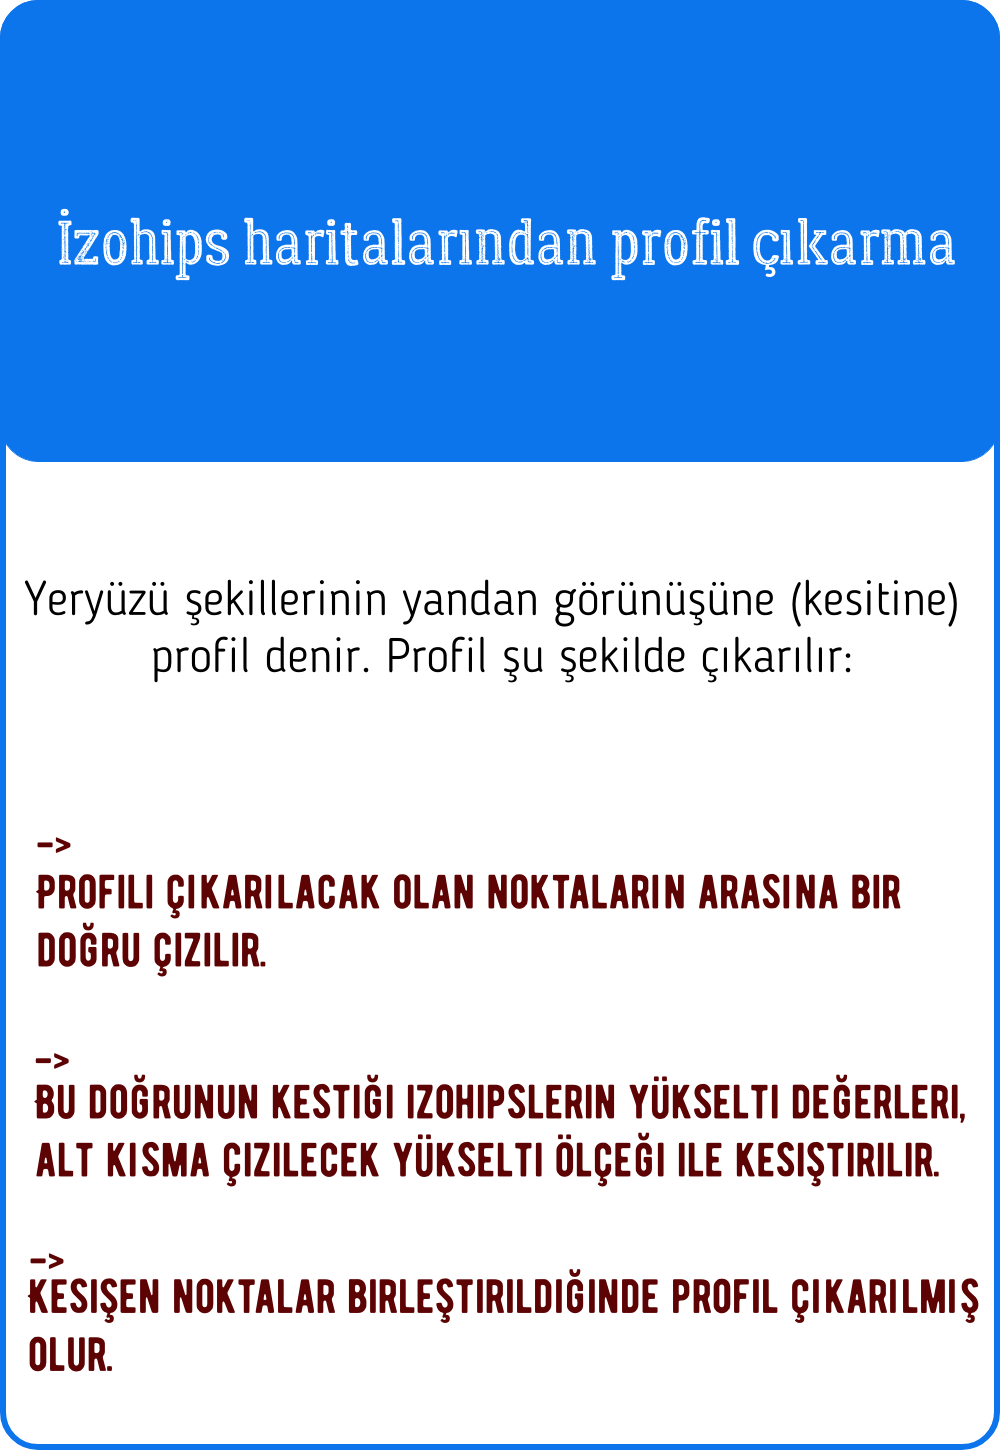 İzohips haritalarından profil çıkarma
Yeryüzü şekillerinin yandan görünüşüne (kesitine)
profil denir. Profil şu şekilde çıkarılır:
->
PROFILI ÇIKARILACAK OLAN NOKTALARIN ARASINA BIR
DOĞRU ÇIZILIR.
->
BU DOĞRUNUN KESTIĞI IZOHIPSLERIN YÜKSELTI DEĞERLERI,
ALT KISMA ÇIZILECEK YÜKSELTI ÖLÇEĞI ILE KESIŞTIRILIR.
->
KESIŞEN NOKTALAR BIRLEŞTIRILDIĞINDE PROFIL ÇIKARILMIŞ
OLUR.